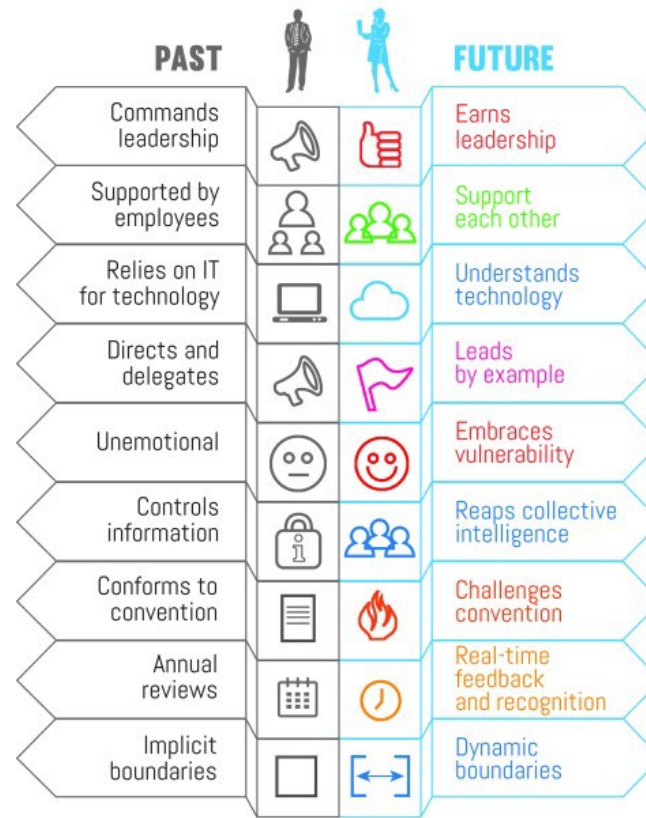 PAST
FUTURE
Commands
leadership
Earns
leadership
Supported by
employees
Support
each other
Relies on IT
for technology
Understands
technology
Directs and
delegates
Leads
by example
Unemotional
Embraces
vulnerability
Controls
information
i
Reaps collective
intelligence
Conforms to
convention
Challenges
convention
Annual
reviews
Real-time
feedback
and recognition
Implicit
boundaries
Dynamic
boundaries